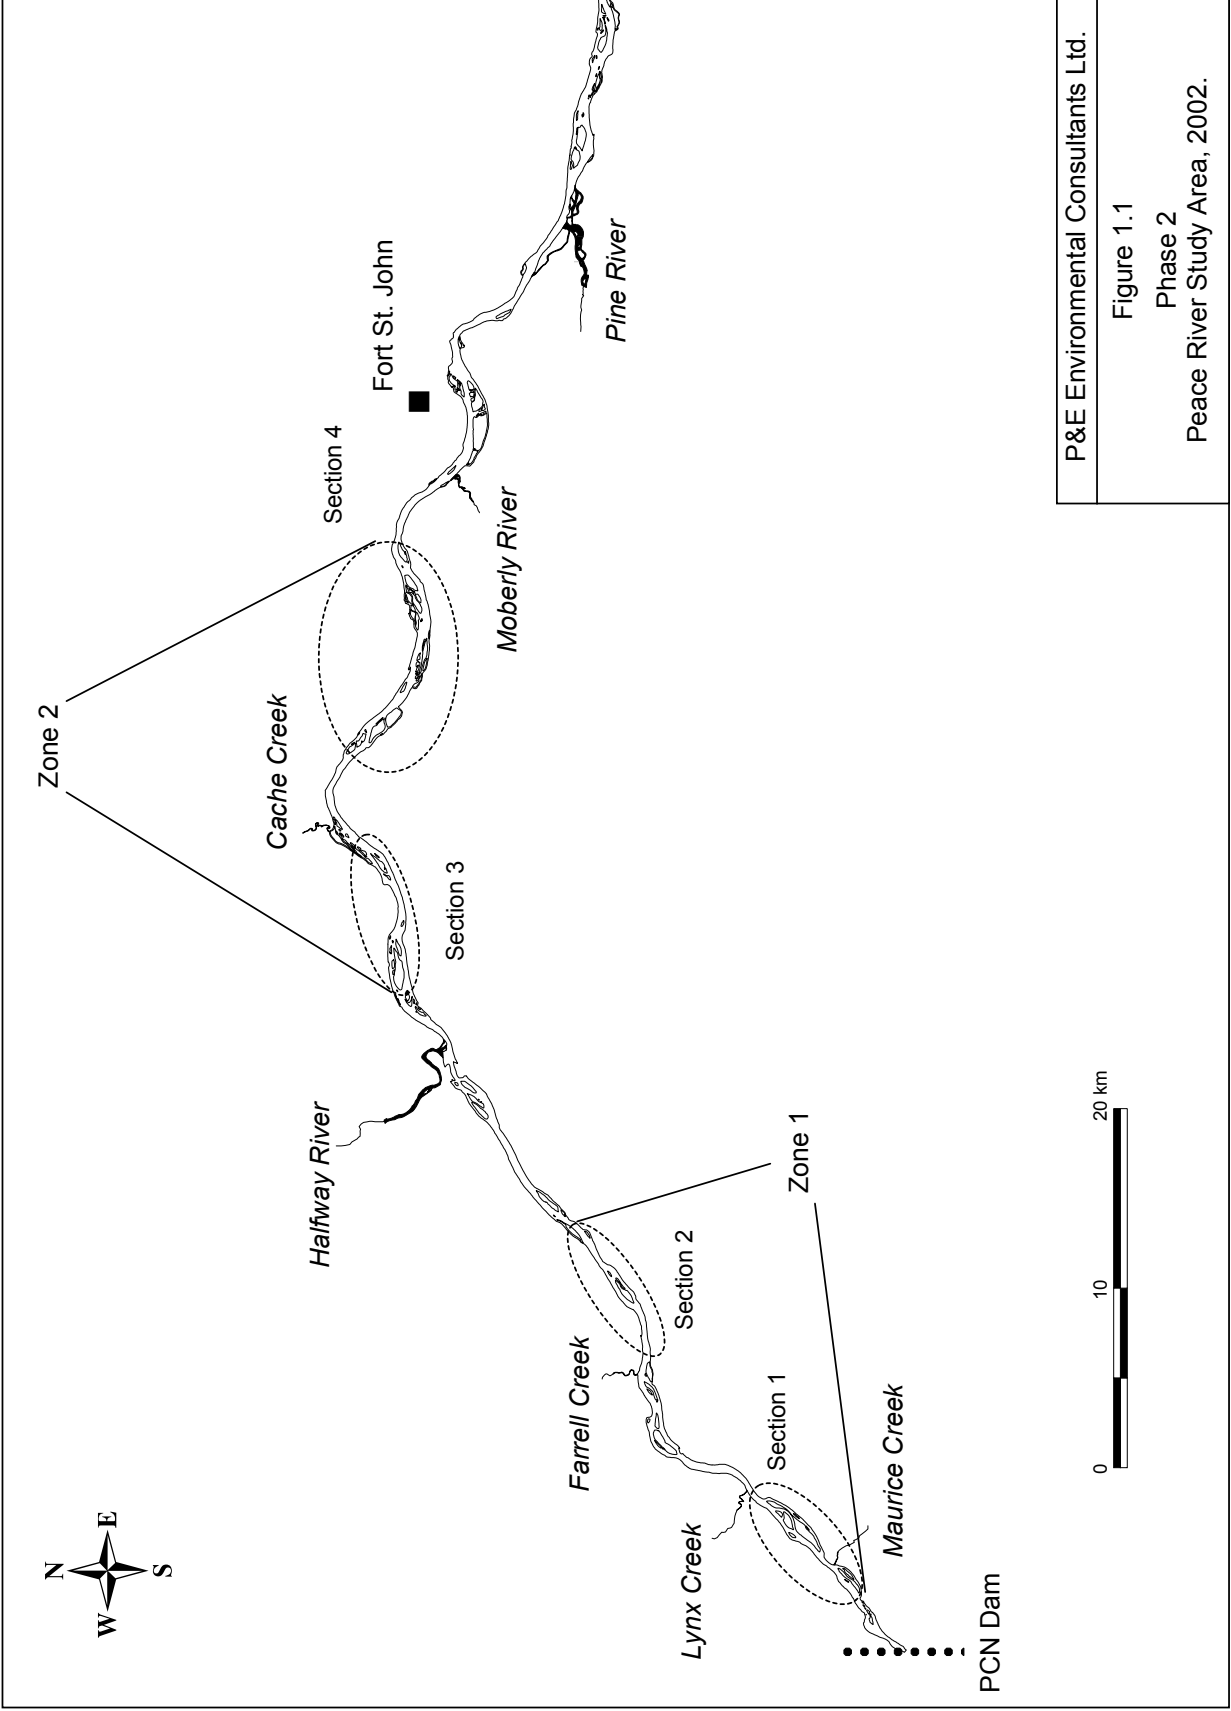 Zone 2
Cache Creek
Section 4
Fort St. John
Section 3
Moberly River
Pine River
Halfway River
Farrell Creek
Section 2
Zone 1
Lynx Creek
Section 1
Maurice Creek
PCN Dam
N
W
E
S
0
10
20 km
P&E Environmental Consultants Ltd.
Figure 1.1
Phase 2
Peace River Study Area, 2002.